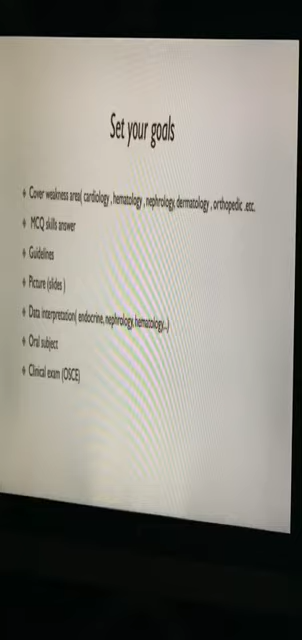 Set your goals
Cover weakness area( cardiology , hematology , nephrology, dermatology , orthopedic .etc.
MCQ skills answer
Guidelines
Picture (slides )
Data interpretation( endocrine, nephrology, hematology,..)
Oral subject
Clinical exam (OSCE)